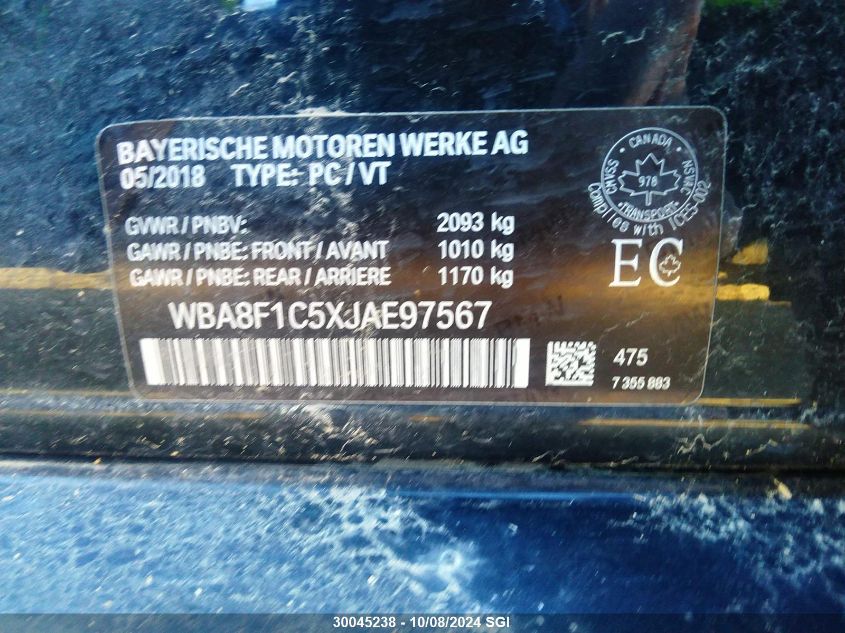 BAYERISCHE MOTOREN WERKE AG
05/2018 TYPE: PC / VT
GVWR / PNBV: 2093 kg
GAWR / PNBE: FRONT / AVANT 1010 kg
GAWR / PNBE: REAR / ARRIERE 1170 kg
WBA8F1C5XJAE97567
CANADA
CMVSS
978
NSVAC
TRANSPORT
Complies with ICES-002
EC
475
7 355 883
30045238 - 10/08/2024 SGI